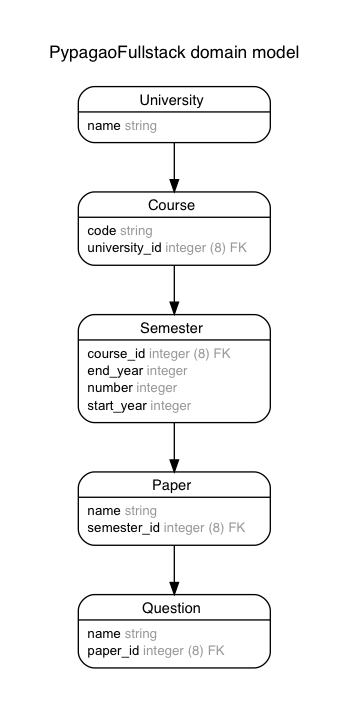 PypagaoFullstack domain model
University
name string
Course
code string
university_id integer (8) FK
Semester
course_id integer (8) FK
end_year integer
number integer
start_year integer
Paper
name string
semester_id integer (8) FK
Question
name string
paper_id integer (8) FK